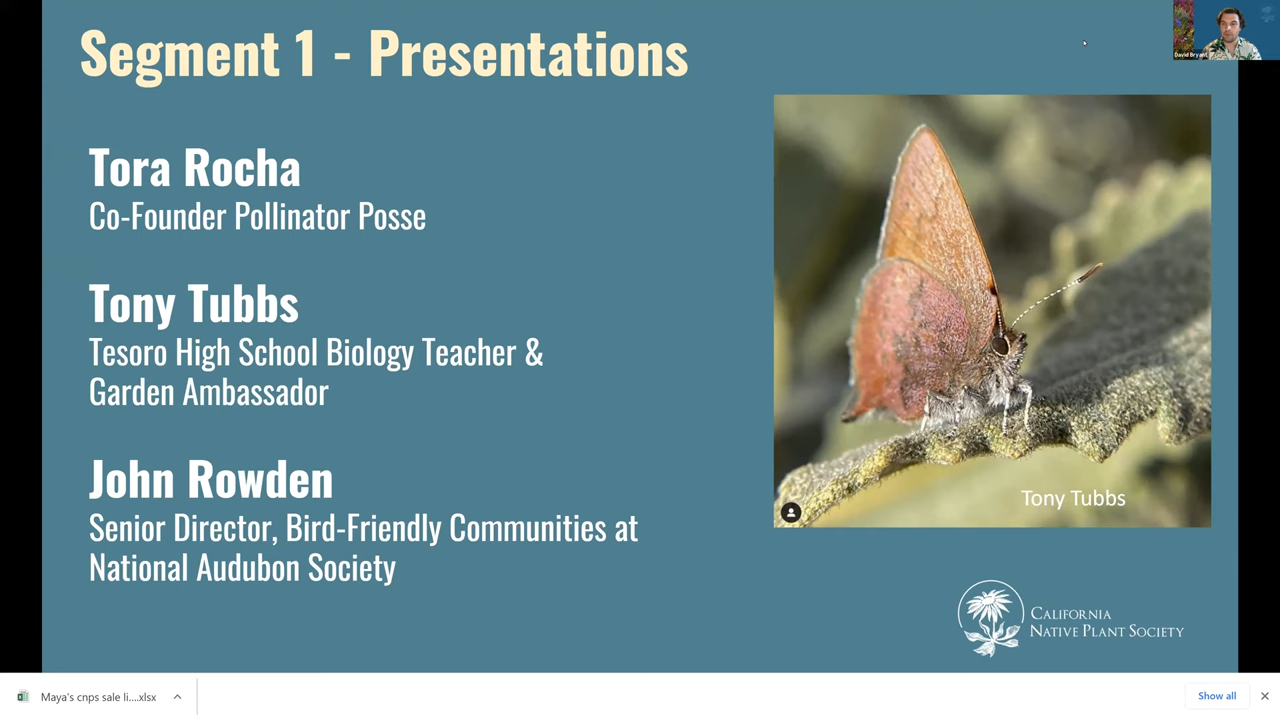 Segment 1 - Presentations
David Bryant
Tora Rocha
Co-Founder Pollinator Posse
Tony Tubbs
Tesoro High School Biology Teacher &
Garden Ambassador
John Rowden
Senior Director, Bird-Friendly Communities at
National Audubon Society
Tony Tubbs
CALIFORNIA
NATIVE PLANT SOCIETY
Maya's cnps sale li....xlsx
Show all